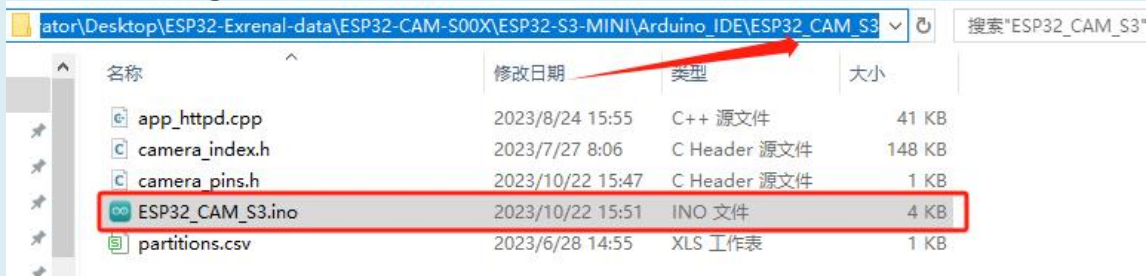 ator\Desktop\ESP32-Exrenal-data\ESP32-CAM-S00X\ESP32-S3-MINI\Arduino_IDE\ESP32_CAM_S3 搜索"ESP32_CAM_S3"
名称 修改日期 类型 大小
app_httpd.cpp 2023/8/24 15:55 C++ 源文件 41 KB
camera_index.h 2023/7/27 8:06 C Header 源文件 148 KB
camera_pins.h 2023/10/22 15:47 C Header 源文件 1 KB
ESP32_CAM_S3.ino 2023/10/22 15:51 INO 文件 4 KB
partitions.csv 2023/6/28 14:55 XLS 工作表 1 KB